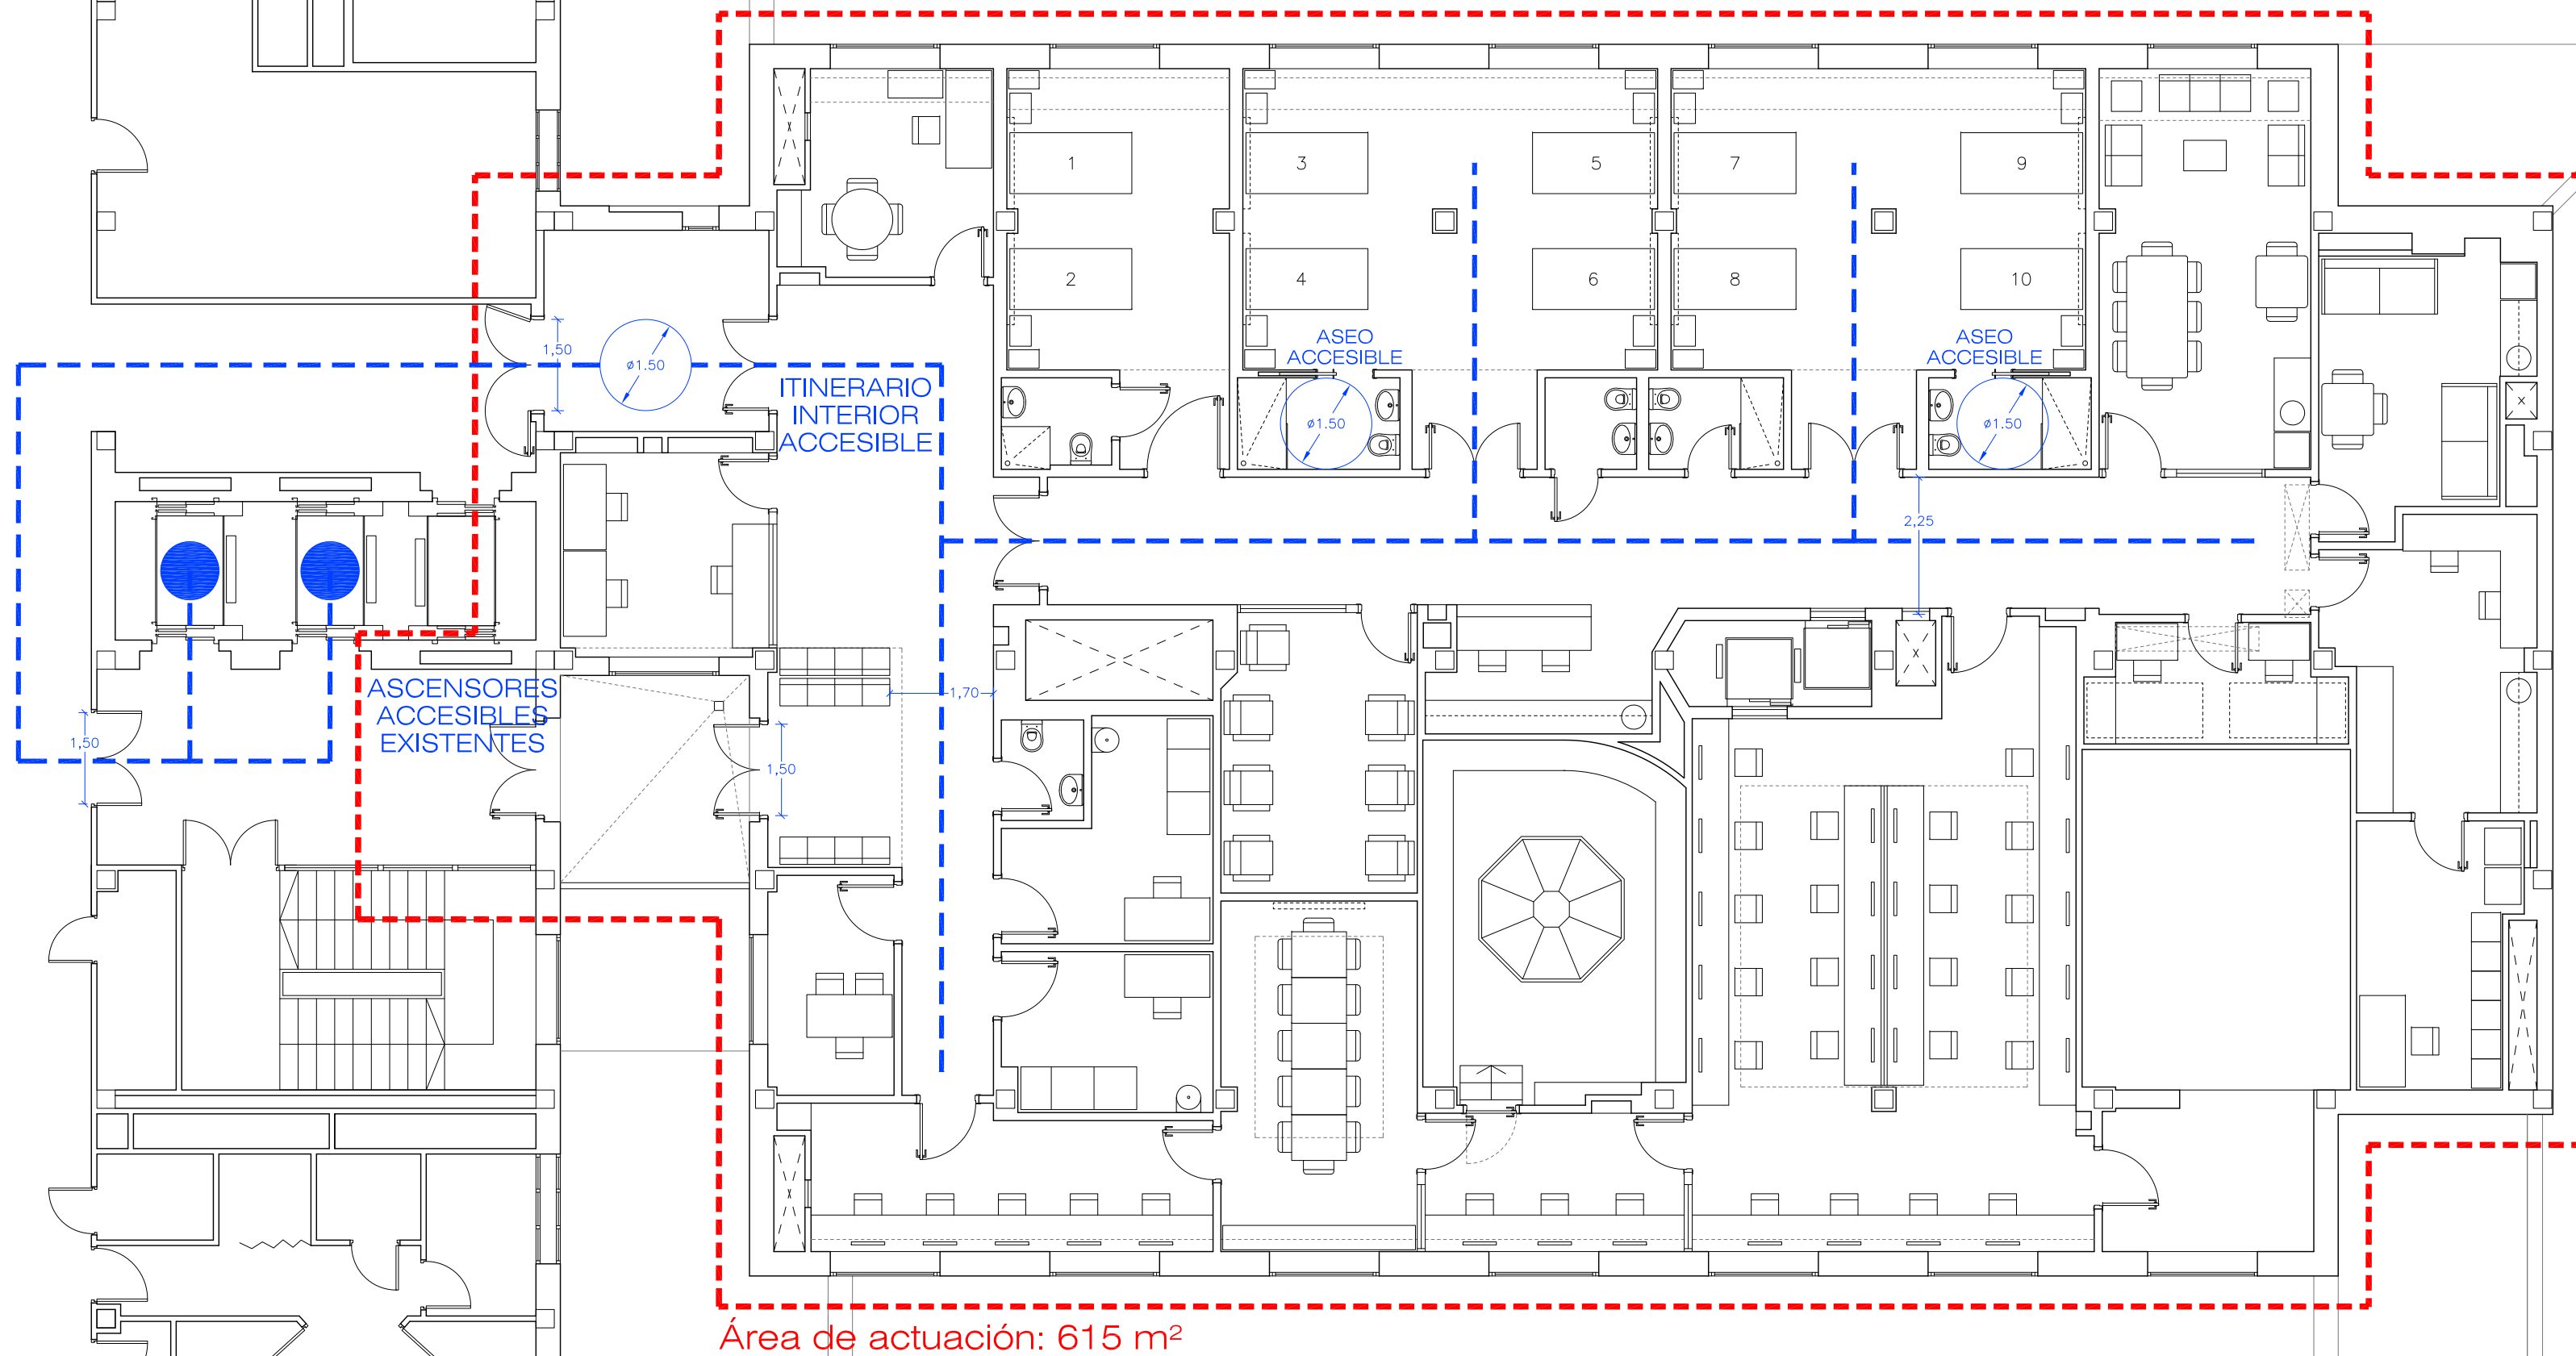 1
3
5
7
9
2
4
6
8
10
ASEO
ACCESIBLE
ASEO
ACCESIBLE
1,50
ø1.50
ITINERARIO
INTERIOR
ACCESIBLE
ø1.50
ø1.50
X
2,25
X
ASCENSORES
ACCESIBLES
EXISTENTES
1,70
1,50
1,50
Área de actuación: 615 m²